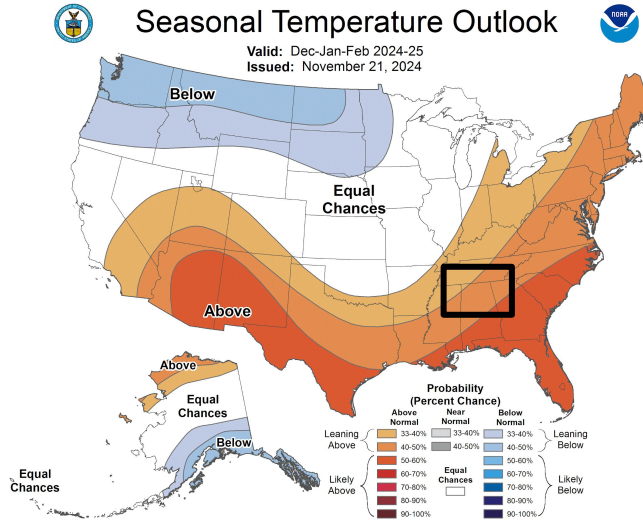 Seasonal Temperature Outlook
NOAA
Valid: Dec-Jan-Feb 2024-25
Issued: November 21, 2024
Below
Equal
Chances
Above
Above
Equal
Chances
Below
Equal
Chances
Probability
(Percent Chance)
Above
Normal
Near
Normal
Below
Normal
Leaning
Above
33-40%
40-50%
33-40%
40-50%
33-40%
40-50%
Leaning
Below
Likely
Above
50-60%
60-70%
70-80%
80-90%
90-100%
Equal
Chances
50-60%
60-70%
70-80%
80-90%
90-100%
Likely
Below